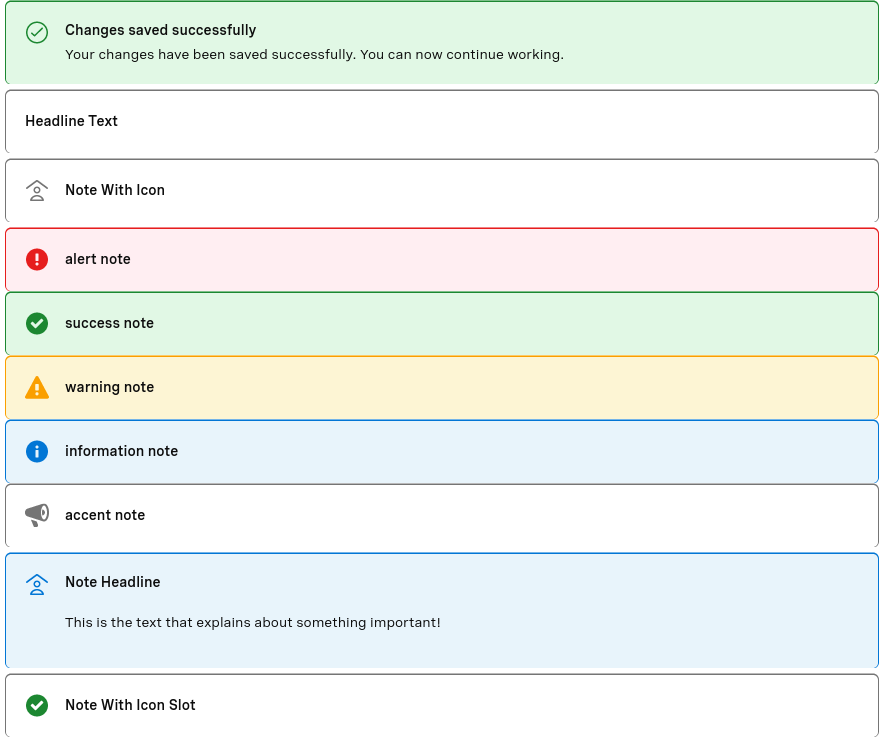 Changes saved successfully
Your changes have been saved successfully. You can now continue working.
Headline Text
Note With Icon
alert note
success note
warning note
information note
accent note
Note Headline
This is the text that explains about something important!
Note With Icon Slot